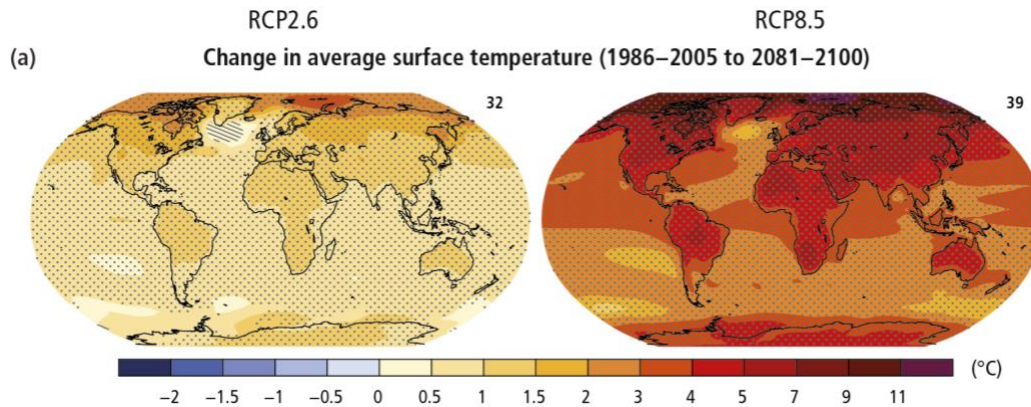 RCP2.6 RCP8.5
(a) Change in average surface temperature (1986–2005 to 2081–2100)
32 39
(°C)
−2 −1.5 −1 −0.5 0 0.5 1 1.5 2 3 4 5 7 9 11